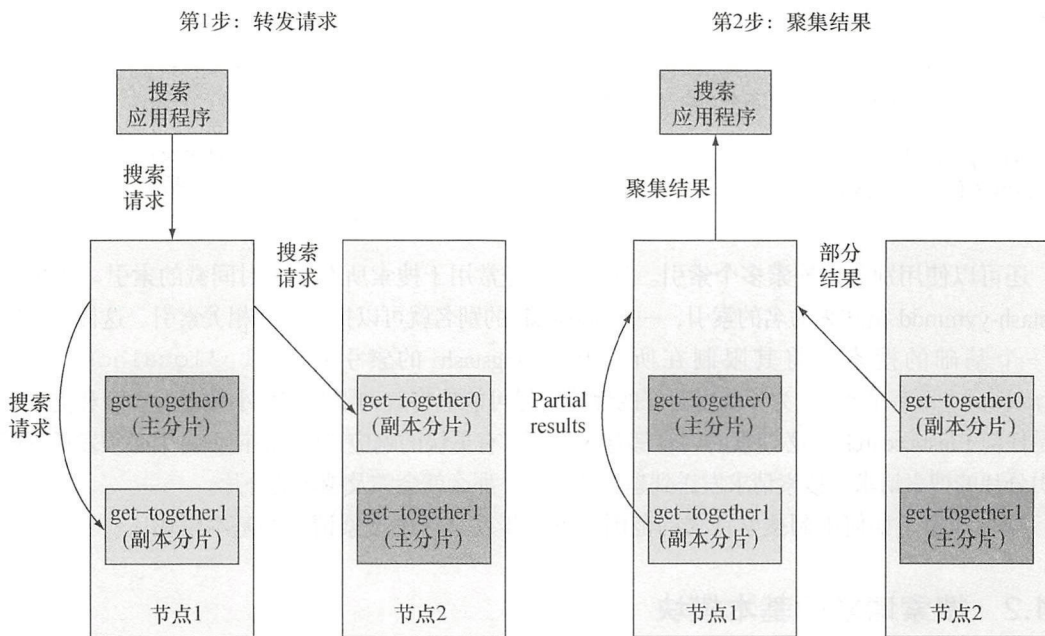 第1步：转发请求
第2步：聚集结果
搜索
应用程序
搜索
应用程序
搜索
请求
聚集结果
搜索
请求
部分
结果
搜索
请求
get-together0
(主分片)
get-together0
(副本分片)
Partial
results
get-together0
(主分片)
get-together0
(副本分片)
get-together1
(副本分片)
get-together1
(主分片)
get-together1
(副本分片)
get-together1
(主分片)
节点1
节点2
节点1
节点2